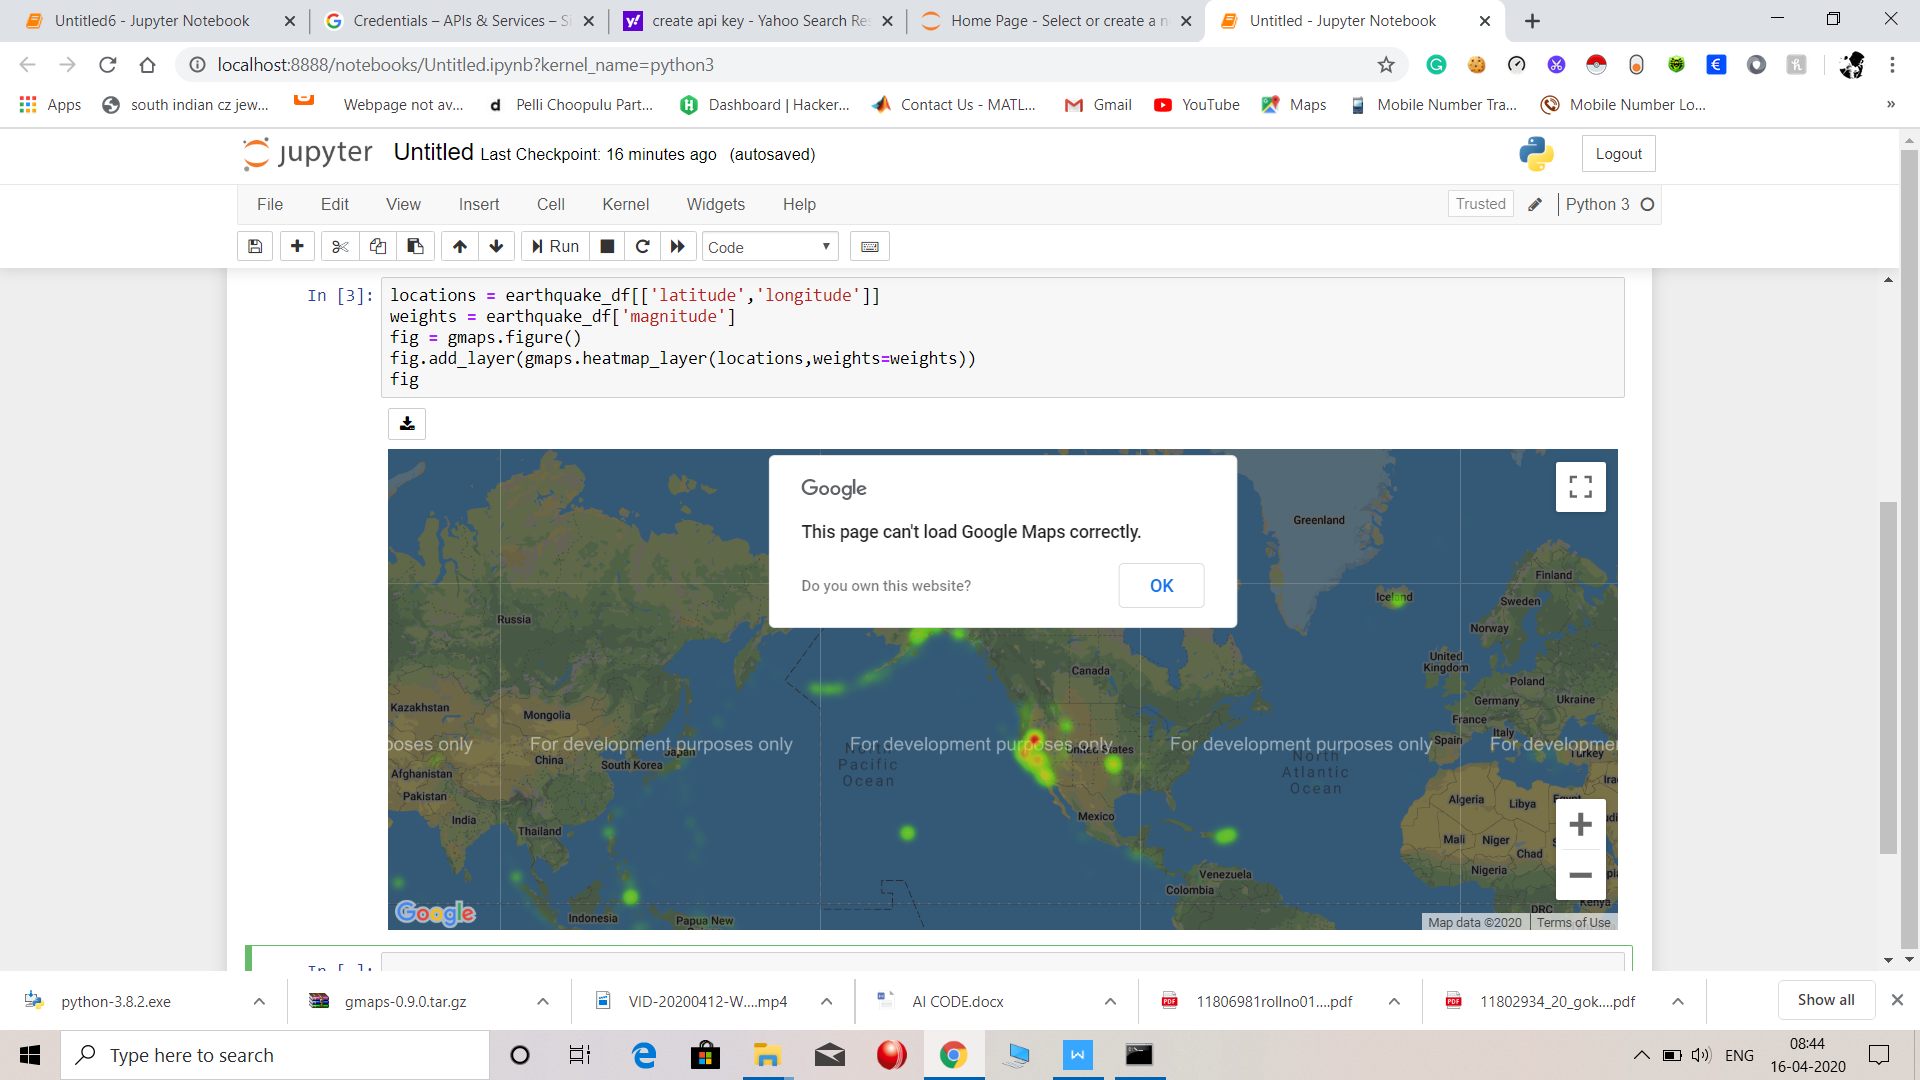 Untitled6 - Jupyter Notebook
Credentials – APIs & Services – Si
create api key - Yahoo Search Res
Home Page - Select or create a n
Untitled - Jupyter Notebook
localhost:8888/notebooks/Untitled.ipynb?kernel_name=python3
Apps
south indian cz jew...
Webpage not av...
d
Pelli Choopulu Part...
Dashboard | Hacker...
Contact Us - MATL...
Gmail
YouTube
Maps
Mobile Number Tra...
Mobile Number Lo...
»
jupyter
Untitled Last Checkpoint: 16 minutes ago (autosaved)
Logout
File Edit View Insert Cell Kernel Widgets Help
Trusted
Python 3
Run
Code
In [3]:
locations = earthquake_df[['latitude','longitude']]
weights = earthquake_df['magnitude']
fig = gmaps.figure()
fig.add_layer(gmaps.heatmap_layer(locations,weights=weights))
fig
Google
This page can't load Google Maps correctly.
Do you own this website?
OK
Greenland
Iceland
Finland
Sweden
Norway
Russia
United
Kingdom
Canada
Poland
Germany
Ukraine
Kazakhstan
Mongolia
France
Italy
Spain
Turkey
poses only
For development purposes only
For development purposes only
For development purposes only
For developmen
Japan
China
South Korea
United States
North
Pacific
Ocean
North
Atlantic
Ocean
Afghanistan
Pakistan
India
Thailand
Mexico
Algeria
Libya
Mali
Niger
Chad
Nigeria
Venezuela
Colombia
DRC
Kenya
Indonesia
Papua New
Google
Map data ©2020
Terms of Use
In [ ]:
python-3.8.2.exe
gmaps-0.9.0.tar.gz
VID-20200412-W....mp4
AI CODE.docx
11806981rollno01....pdf
11802934_20_gok....pdf
Show all
Type here to search
ENG
08:44
16-04-2020